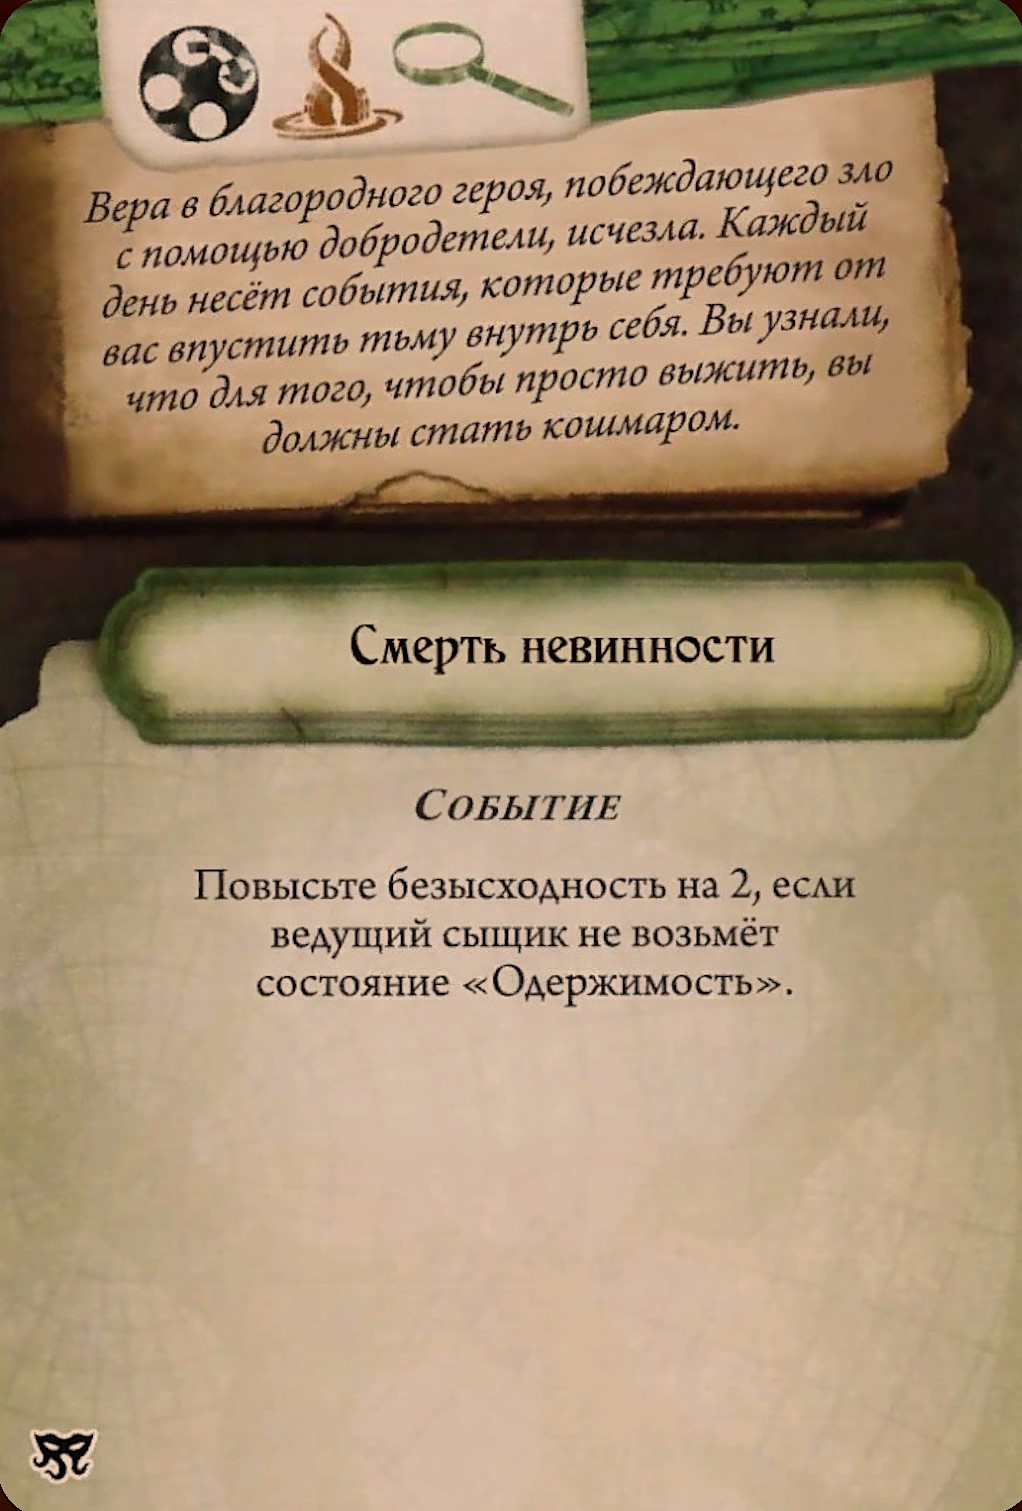 Вера в благородного героя, побеждающего зло
с помощью добродетели, исчезла. Каждый
день несёт события, которые требуют от
вас впустить тьму внутрь себя. Вы узнали,
что для того, чтобы просто выжить, вы
должны стать кошмаром.
Смерть невинности
Событие
Повысьте безысходность на 2, если
ведущий сыщик не возьмёт
состояние «Одержимость».